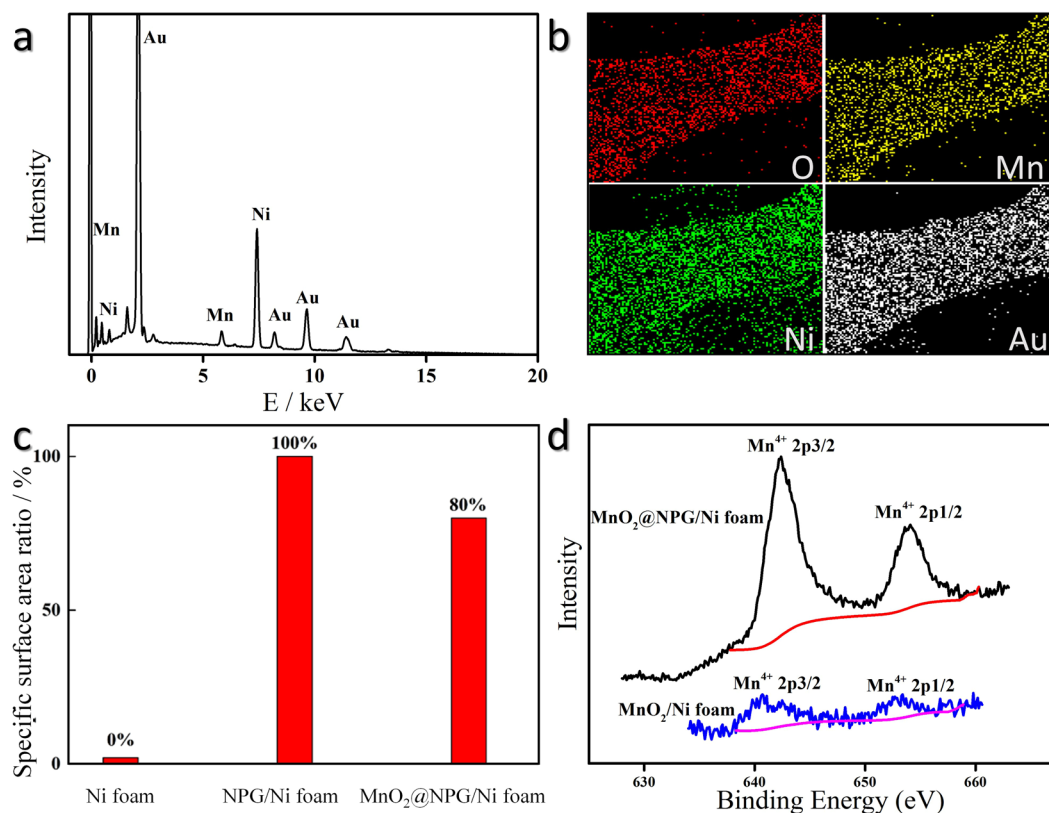 a
Au
Mn
Ni
Ni
Mn
Au
Au
Au
Intensity
0
5
10
15
20
E / keV
b
O
Mn
Ni
Au
c
100%
80%
0%
100
50
0
Specific surface area ratio / %
Ni foam
NPG/Ni foam
MnO₂@NPG/Ni foam
d
Mn⁴⁺ 2p3/2
MnO₂@NPG/Ni foam
Mn⁴⁺ 2p1/2
Mn⁴⁺ 2p3/2
Mn⁴⁺ 2p1/2
MnO₂/Ni foam
Intensity
630
640
650
660
Binding Energy (eV)